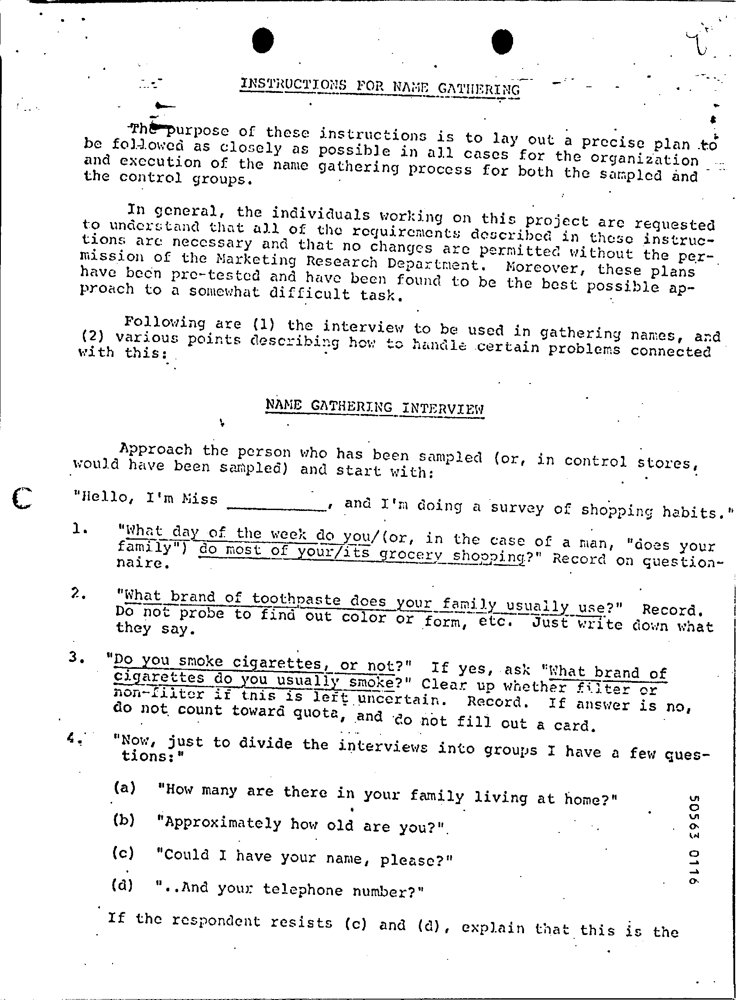 INSTRUCTIONS FOR NAME GATHERING
The purpose of these instructions is to lay out a precise plan to
be followed as closely as possible in all cases for the organization
and execution of the name gathering process for both the sampled and
the control groups.
In general, the individuals working on this project are requested
to understand that all of the requirements described in these instruc-
tions are necessary and that no changes are permitted without the per-
mission of the Marketing Research Department. Moreover, these plans
have been pre-tested and have been found to be the best possible ap-
proach to a somewhat difficult task.
Following are (1) the interview to be used in gathering names, and
(2) various points describing how to handle certain problems connected
with this:
NAME GATHERING INTERVIEW
Approach the person who has been sampled (or, in control stores,
would have been sampled) and start with:
"Hello, I'm Miss __________, and I'm doing a survey of shopping habits."
1. "What day of the week do you/(or, in the case of a man, "does your
family") do most of your/its grocery shopping?" Record on question-
naire.
2. "What brand of toothpaste does your family usually use?" Record.
Do not probe to find out color or form, etc. Just write down what
they say.
3. "Do you smoke cigarettes, or not?" If yes, ask "What brand of
cigarettes do you usually smoke?" Clear up whether filter or
non-filter if this is left uncertain. Record. If answer is no,
do not count toward quota, and do not fill out a card.
4. "Now, just to divide the interviews into groups I have a few ques-
tions:"
(a) "How many are there in your family living at home?"
(b) "Approximately how old are you?".
(c) "Could I have your name, please?"
(d) "..And your telephone number?"
If the respondent resists (c) and (d), explain that this is the
50563 0116